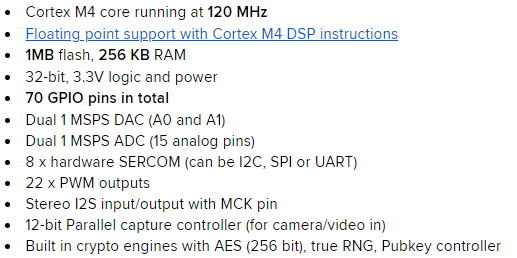 • Cortex M4 core running at 120 MHz
• Floating point support with Cortex M4 DSP instructions
• 1MB flash, 256 KB RAM
• 32-bit, 3.3V logic and power
• 70 GPIO pins in total
• Dual 1 MSPS DAC (A0 and A1)
• Dual 1 MSPS ADC (15 analog pins)
• 8 x hardware SERCOM (can be I2C, SPI or UART)
• 22 x PWM outputs
• Stereo I2S input/output with MCK pin
• 12-bit Parallel capture controller (for camera/video in)
• Built in crypto engines with AES (256 bit), true RNG, Pubkey controller